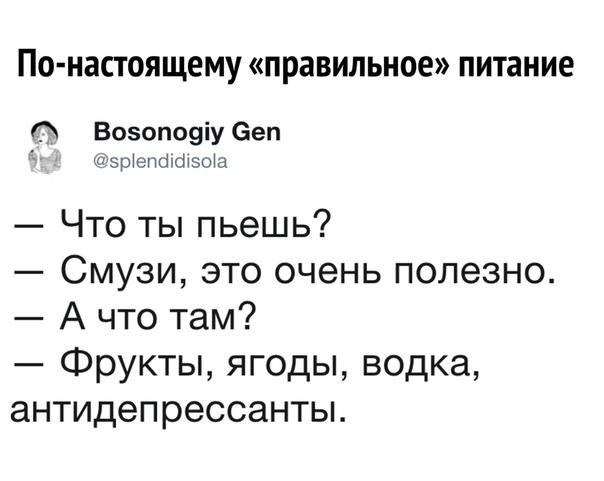 По-настоящему «правильное» питание
Bosonogiy Gen
@splendidisola
— Что ты пьешь?
— Смузи, это очень полезно.
— А что там?
— Фрукты, ягоды, водка,
антидепрессанты.